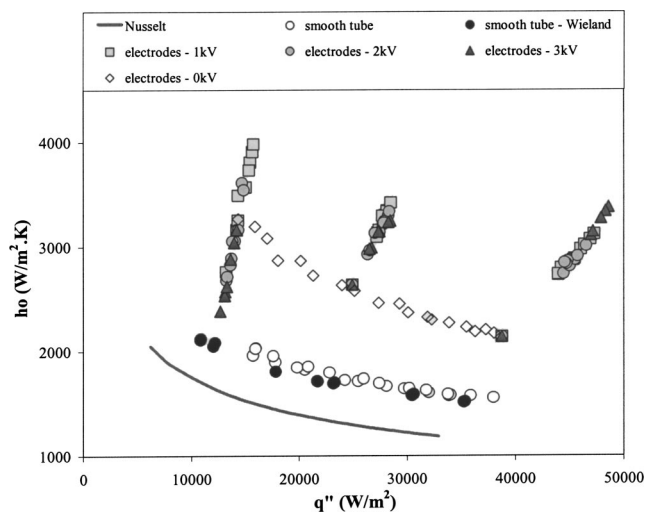 Nusselt smooth tube smooth tube - Wieland
electrodes - 1kV electrodes - 2kV electrodes - 3kV
electrodes - 0kV
4000
3000
2000
1000
ho (W/m².K)
0 10000 20000 30000 40000 50000
q" (W/m²)